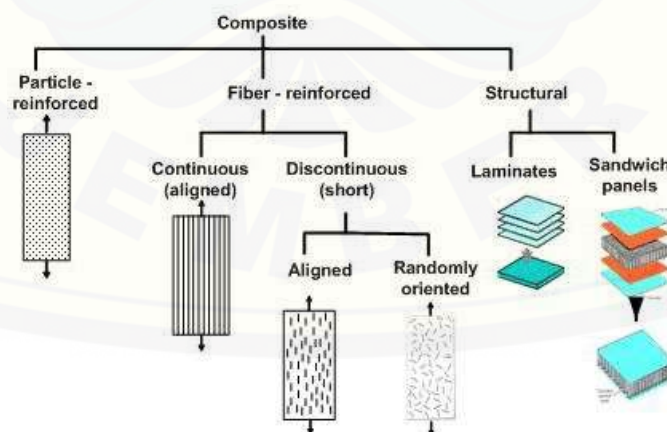 Composite
Particle -
reinforced
Fiber - reinforced
Structural
Continuous
(aligned)
Discontinuous
(short)
Laminates
Sandwich
panels
Aligned
Randomly
oriented